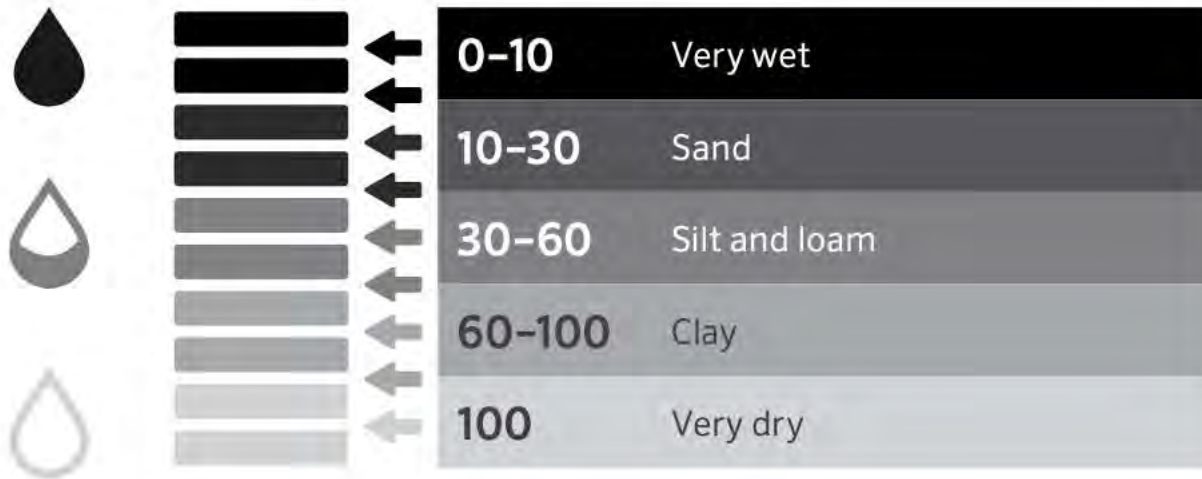 0–10 Very wet
10–30 Sand
30–60 Silt and loam
60–100 Clay
100 Very dry